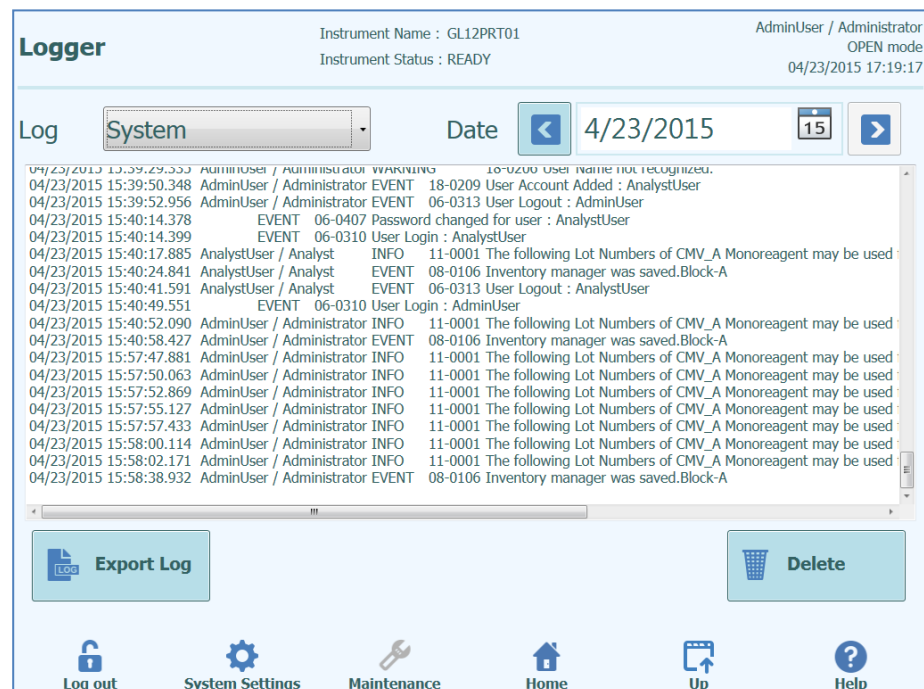 Logger
Instrument Name : GL12PRT01
Instrument Status : READY
AdminUser / Administrator
OPEN mode
04/23/2015 17:19:17
Log
System
Date
4/23/2015
15
04/23/2015 15:39:29.335 AdminUser / Administrator WARNING 18-0206 User Name not recognized.
04/23/2015 15:39:50.348 AdminUser / Administrator EVENT 18-0209 User Account Added : AnalystUser
04/23/2015 15:39:52.956 AdminUser / Administrator EVENT 06-0313 User Logout : AdminUser
04/23/2015 15:40:14.378 EVENT 06-0407 Password changed for user : AnalystUser
04/23/2015 15:40:14.399 EVENT 06-0310 User Login : AnalystUser
04/23/2015 15:40:17.885 AnalystUser / Analyst INFO 11-0001 The following Lot Numbers of CMV_A Monoreagent may be used
04/23/2015 15:40:24.841 AnalystUser / Analyst EVENT 08-0106 Inventory manager was saved.Block-A
04/23/2015 15:40:41.591 AnalystUser / Analyst EVENT 06-0313 User Logout : AnalystUser
04/23/2015 15:40:49.551 EVENT 06-0310 User Login : AdminUser
04/23/2015 15:40:52.090 AdminUser / Administrator INFO 11-0001 The following Lot Numbers of CMV_A Monoreagent may be used
04/23/2015 15:40:58.427 AdminUser / Administrator EVENT 08-0106 Inventory manager was saved.Block-A
04/23/2015 15:57:47.881 AdminUser / Administrator INFO 11-0001 The following Lot Numbers of CMV_A Monoreagent may be used
04/23/2015 15:57:50.063 AdminUser / Administrator INFO 11-0001 The following Lot Numbers of CMV_A Monoreagent may be used
04/23/2015 15:57:52.869 AdminUser / Administrator INFO 11-0001 The following Lot Numbers of CMV_A Monoreagent may be used
04/23/2015 15:57:55.127 AdminUser / Administrator INFO 11-0001 The following Lot Numbers of CMV_A Monoreagent may be used
04/23/2015 15:57:57.433 AdminUser / Administrator INFO 11-0001 The following Lot Numbers of CMV_A Monoreagent may be used
04/23/2015 15:58:00.114 AdminUser / Administrator INFO 11-0001 The following Lot Numbers of CMV_A Monoreagent may be used
04/23/2015 15:58:02.171 AdminUser / Administrator INFO 11-0001 The following Lot Numbers of CMV_A Monoreagent may be used
04/23/2015 15:58:38.932 AdminUser / Administrator EVENT 08-0106 Inventory manager was saved.Block-A
LOG
Export Log
Delete
Log out
System Settings
Maintenance
Home
Up
Help